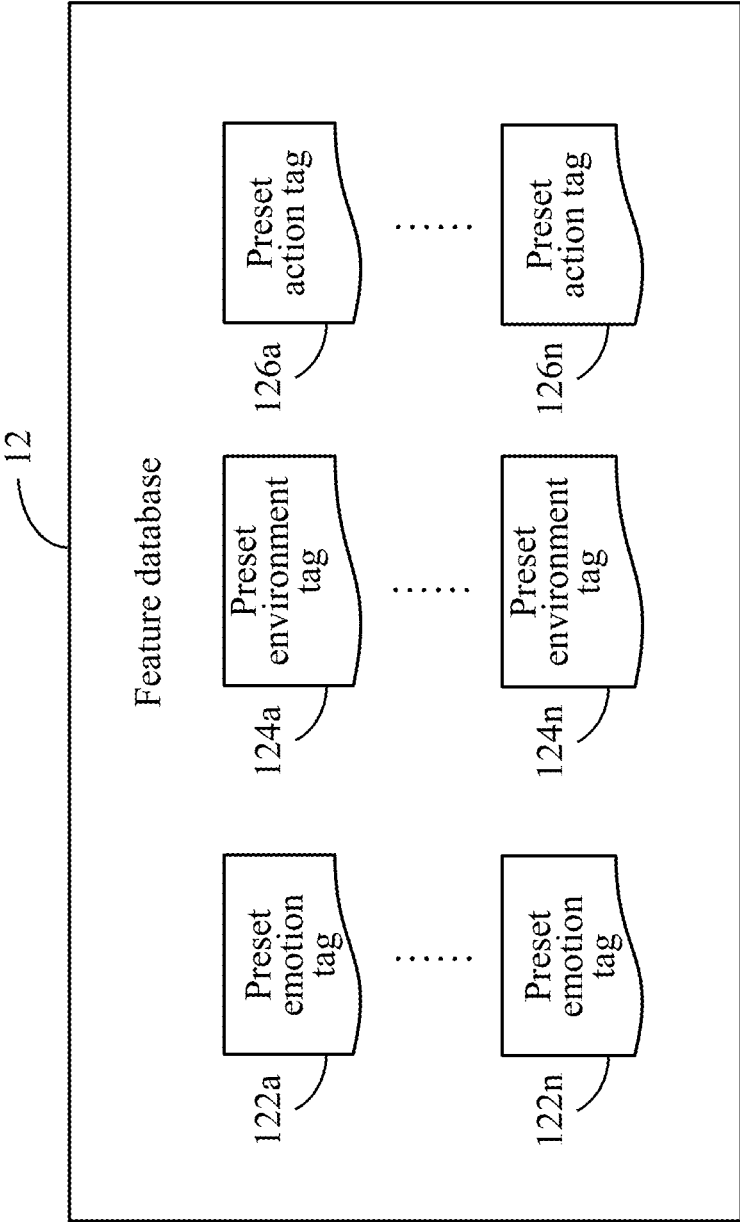 12
Feature database
122a
Preset
emotion
tag
124a
Preset
environment
tag
126a
Preset
action tag
......
......
......
122n
Preset
emotion
tag
124n
Preset
environment
tag
126n
Preset
action tag